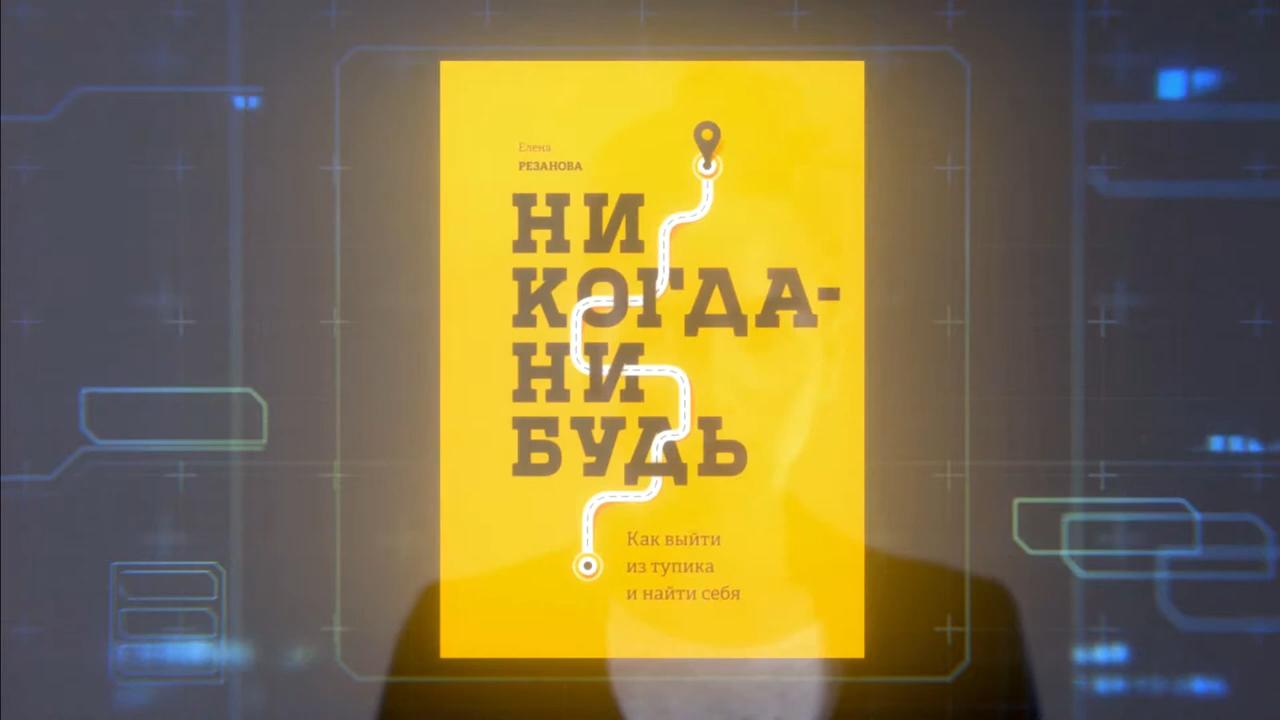 Елена
РЕЗАНОВА
НИ
КОГДА-
НИ
БУДЬ
Как выйти
из тупика
и найти себя